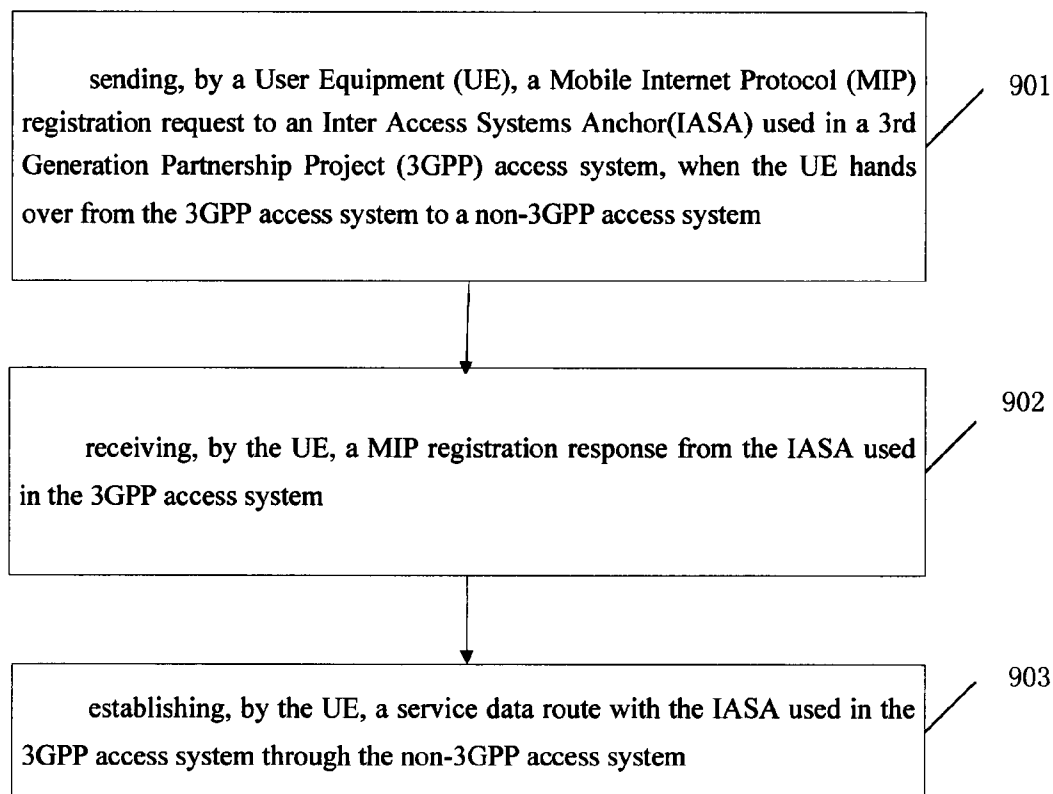 sending, by a User Equipment (UE), a Mobile Internet Protocol (MIP)
registration request to an Inter Access Systems Anchor(IASA) used in a 3rd
Generation Partnership Project (3GPP) access system, when the UE hands
over from the 3GPP access system to a non-3GPP access system
901
receiving, by the UE, a MIP registration response from the IASA used
in the 3GPP access system
902
establishing, by the UE, a service data route with the IASA used in the
3GPP access system through the non-3GPP access system
903